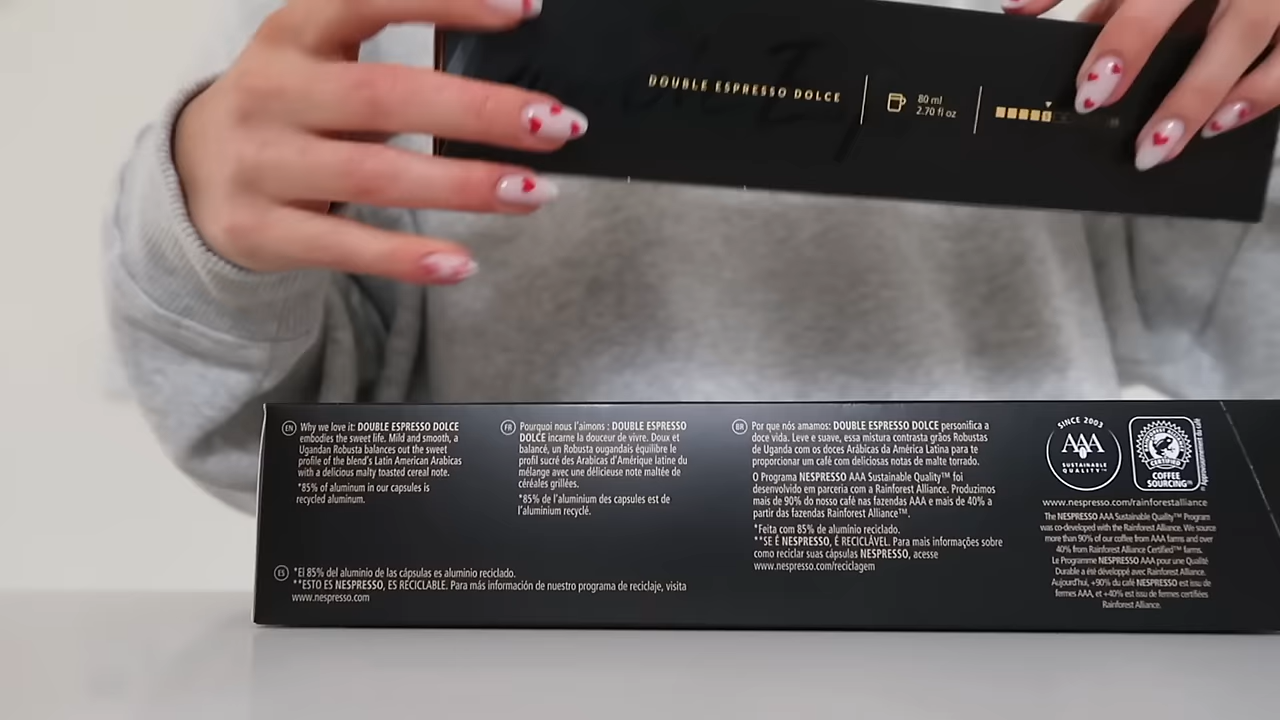 DOUBLE ESPRESSO DOLCE
80 ml
2.70 fl oz
5
EN
Why we love it: DOUBLE ESPRESSO DOLCE
embodies the sweet life. Mild and smooth, a
Ugandan Robusta balances out the sweet
profile of the blend's Latin American Arabicas
with a delicious malty toasted cereal note.
*85% of aluminum in our capsules is
recycled aluminum.
FR
Pourquoi nous l'aimons : DOUBLE ESPRESSO
DOLCE incarne la douceur de vivre. Doux et
balancé, un Robusta ougandais équilibre le
profil sucré des Arabicas d'Amérique latine du
mélange avec une délicieuse note maltée de
céréales grillées.
*85% de l'aluminium des capsules est de
l'aluminium recyclé.
BR
Por que nós amamos: DOUBLE ESPRESSO DOLCE personifica a
doce vida. Leve e suave, essa mistura contrasta grãos Robustas
de Uganda com os doces Arábicas da América Latina para te
proporcionar um café com deliciosas notas de malte torrado.
O Programa NESPRESSO AAA Sustainable Quality™ foi
desenvolvido em parceria com a Rainforest Alliance. Produzimos
mais de 90% do nosso café nas fazendas AAA e mais de 40% a
partir das fazendas Rainforest Alliance™.
*Feita com 85% de alumínio reciclado.
**SE É NESPRESSO, É RECICLÁVEL. Para mais informações sobre
como reciclar suas cápsulas NESPRESSO, acesse
www.nespresso.com/reciclagem
ES
*El 85% del aluminio de las cápsulas es aluminio reciclado.
**ESTO ES NESPRESSO, ES RECICLABLE. Para más información de nuestro programa de reciclaje, visita
www.nespresso.com
SINCE 2003
AAA
SUSTAINABLE
QUALITY™
CERTIFIED
COFFEE
SOURCING
www.nespresso.com/rainforestalliance
The NESPRESSO AAA Sustainable Quality™ Program
was co-developed with the Rainforest Alliance. We source
more than 90% of our coffee from AAA farms and over
40% from Rainforest Alliance Certified™ farms.
Le Programme NESPRESSO AAA pour une Qualité
Durable a été développé avec Rainforest Alliance.
Aujourd'hui, +90% du café NESPRESSO est issu de
fermes AAA, et +40% est issu de fermes certifiées
Rainforest Alliance.